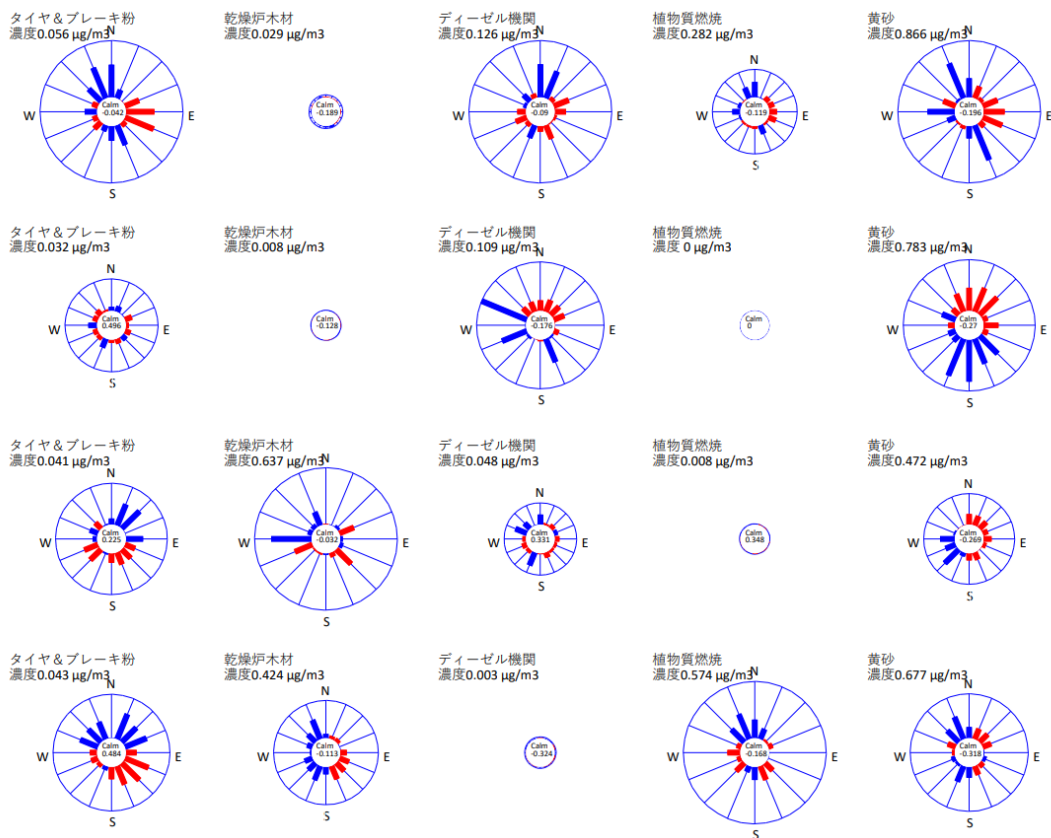 タイヤ＆ブレーキ粉
濃度0.056 µg/m3
N
W
Calm
-0.042
E
S
乾燥炉木材
濃度0.029 µg/m3
Calm
-0.189
ディーゼル機関
濃度0.126 µg/m3
N
W
Calm
-0.09
E
S
植物質燃焼
濃度0.282 µg/m3
N
W
Calm
-0.119
E
S
黄砂
濃度0.866 µg/m3
N
W
Calm
-0.196
E
S
タイヤ＆ブレーキ粉
濃度0.032 µg/m3
N
W
Calm
0.496
E
S
乾燥炉木材
濃度0.008 µg/m3
Calm
-0.128
ディーゼル機関
濃度0.109 µg/m3
N
W
Calm
-0.176
E
S
植物質燃焼
濃度 0 µg/m3
Calm
0
黄砂
濃度0.783 µg/m3
N
W
Calm
-0.27
E
S
タイヤ＆ブレーキ粉
濃度0.041 µg/m3
N
W
Calm
0.225
E
S
乾燥炉木材
濃度0.637 µg/m3
N
W
Calm
-0.032
E
S
ディーゼル機関
濃度0.048 µg/m3
N
W
Calm
0.331
E
S
植物質燃焼
濃度0.008 µg/m3
Calm
0.348
黄砂
濃度0.472 µg/m3
N
W
Calm
-0.269
E
S
タイヤ＆ブレーキ粉
濃度0.043 µg/m3
N
W
Calm
0.484
E
S
乾燥炉木材
濃度0.424 µg/m3
N
W
Calm
-0.113
E
S
ディーゼル機関
濃度0.003 µg/m3
Calm
-0.324
植物質燃焼
濃度0.574 µg/m3
N
W
Calm
-0.168
E
S
黄砂
濃度0.677 µg/m3
N
W
Calm
-0.318
E
S